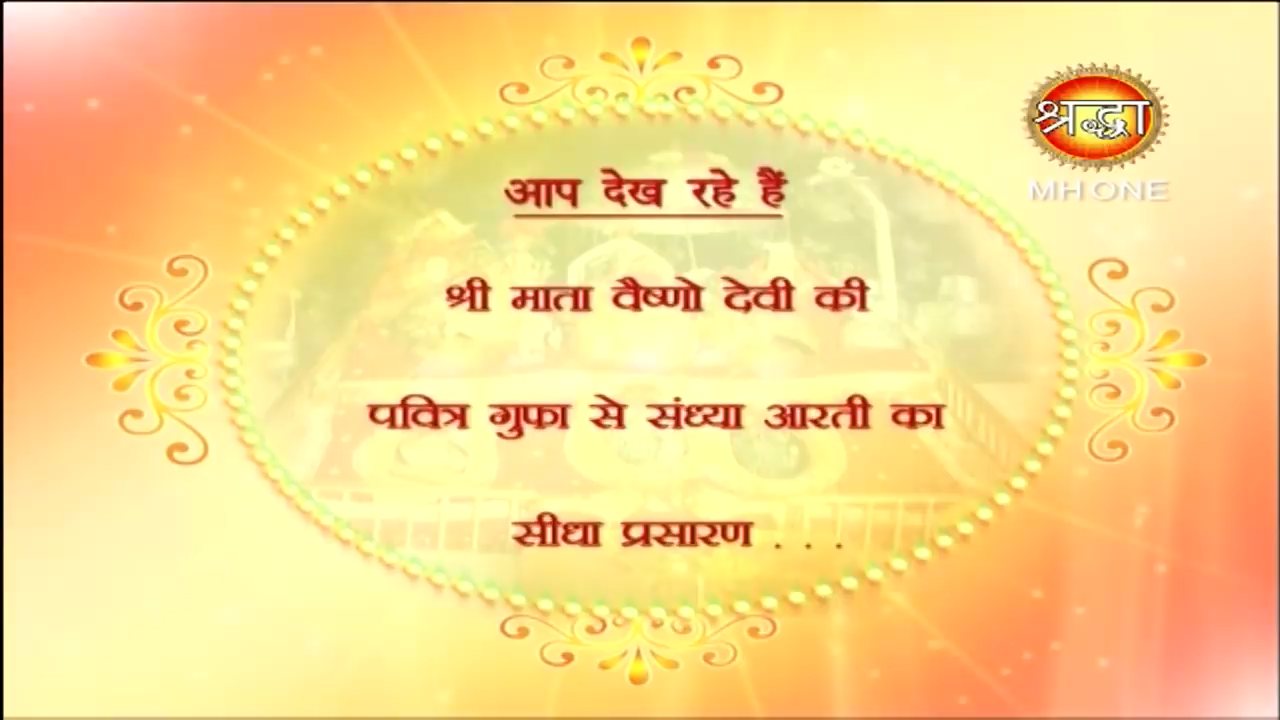 श्रद्धा
MH ONE
आप देख रहे हैं
श्री माता वैष्णो देवी की
पवित्र गुफा से संध्या आरती का
सीधा प्रसारण . . .